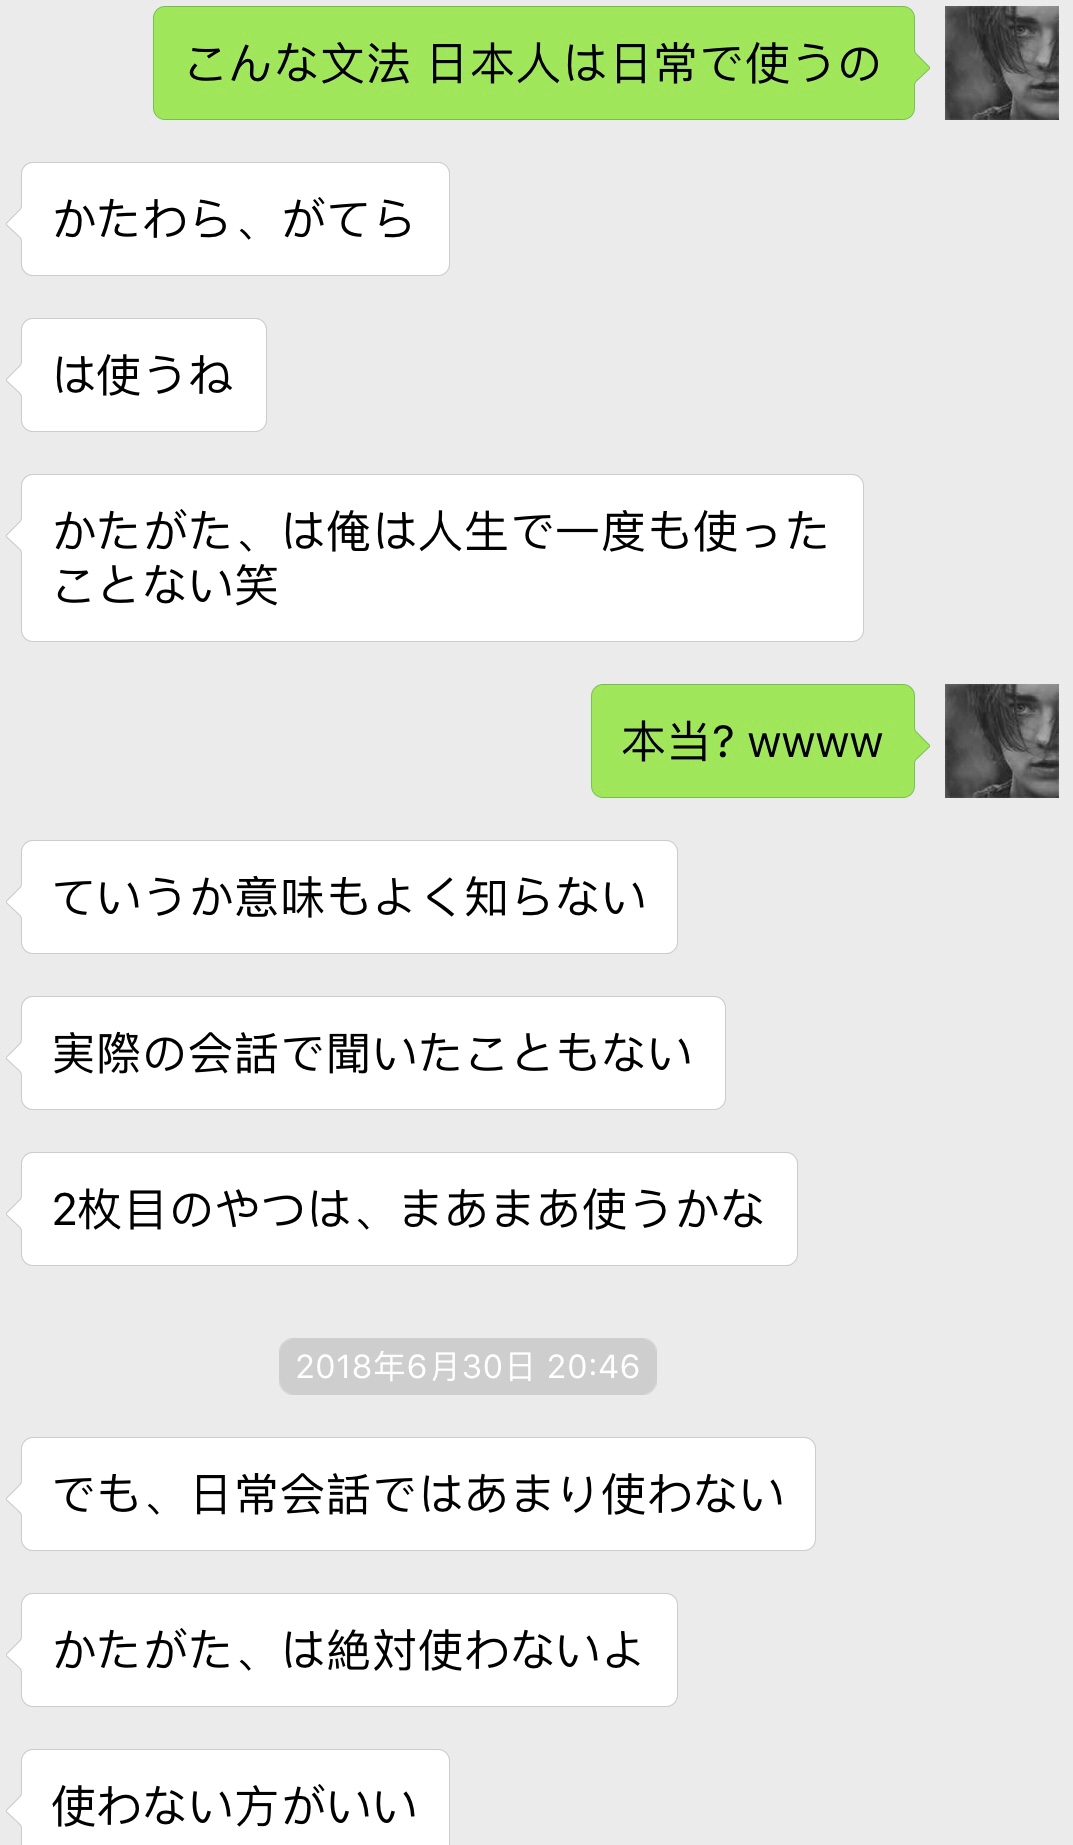 こんな文法 日本人は日常で使うの
かたわら、がてら
は使うね
かたがた、は俺は人生で一度も使った
ことない笑
本当? wwww
ていうか意味もよく知らない
実際の会話で聞いたこともない
2枚目のやつは、まあまあ使うかな
2018年6月30日 20:46
でも、日常会話ではあまり使わない
かたがた、は絶対使わないよ
使わない方がいい